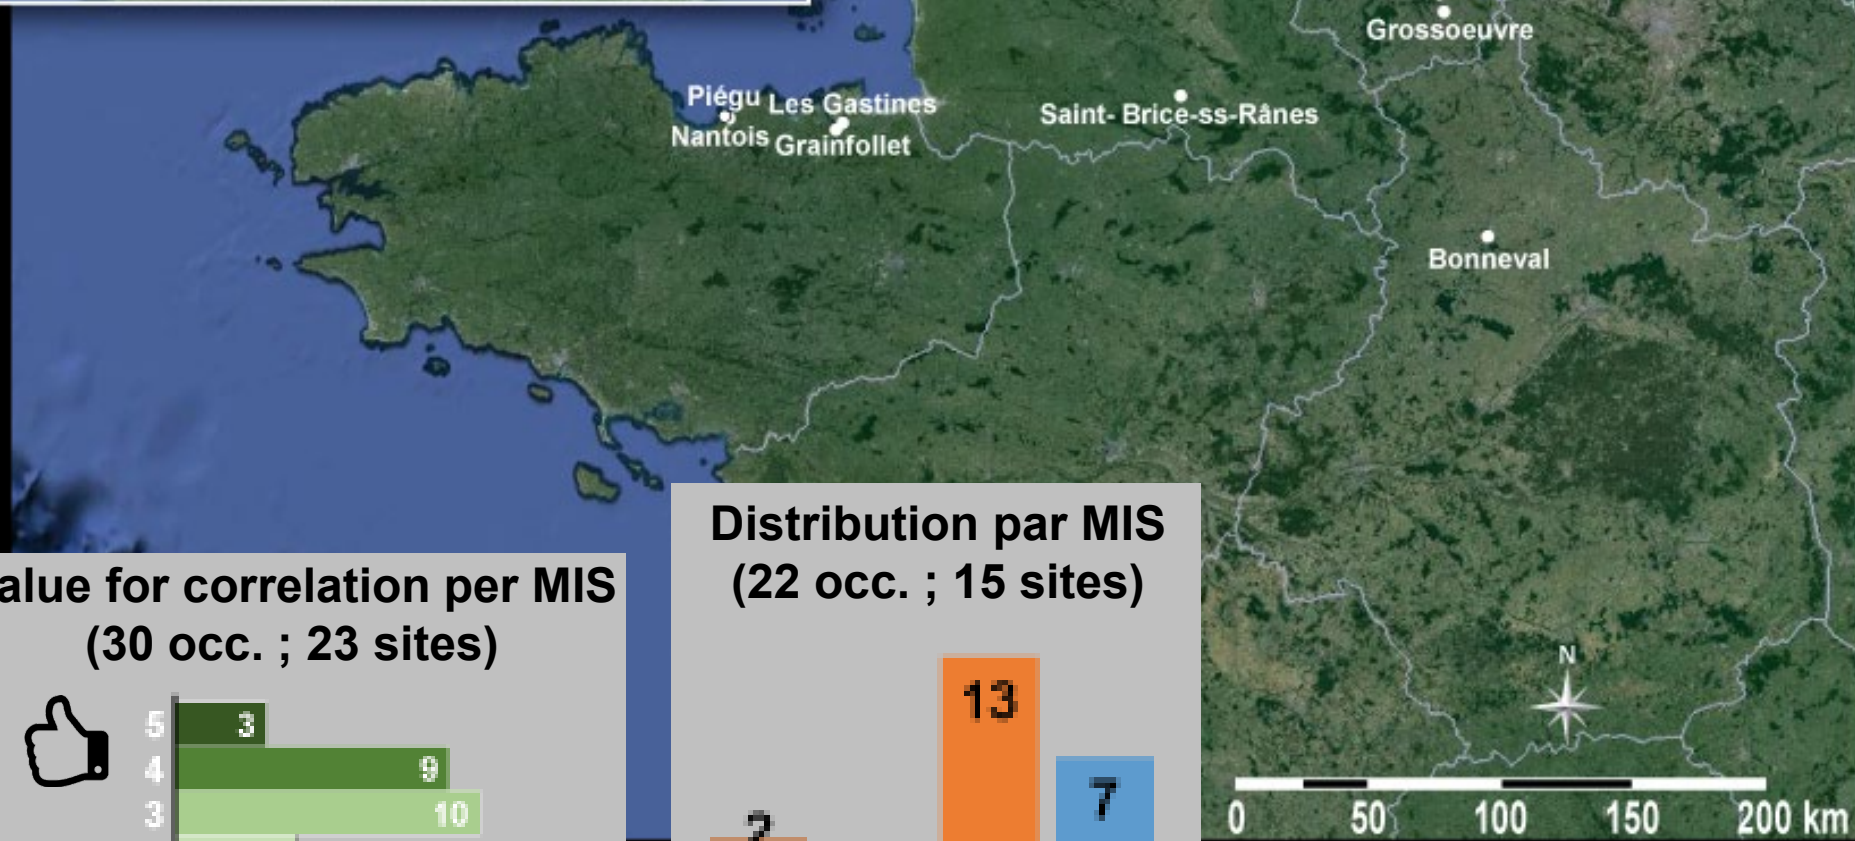 Grossoeuvre
Piégu Les Gastines
Nantois Grainfollet
Saint- Brice-ss-Rânes
Bonneval
Distribution par MIS
(22 occ. ; 15 sites)
13
7
2
alue for correlation per MIS
(30 occ. ; 23 sites)
5 3
4 9
3 10
N
0 50 100 150 200 km